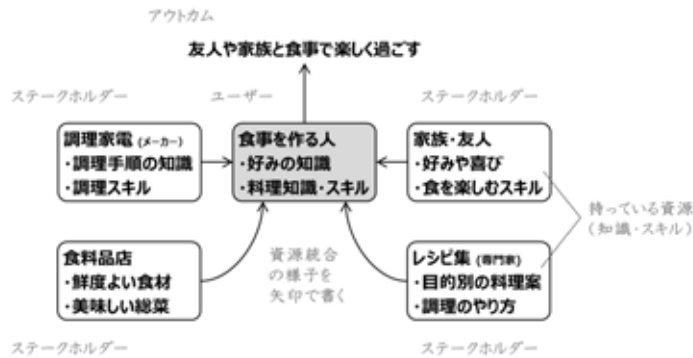 アウトカム
友人や家族と食事で楽しく過ごす
ステークホルダー
ユーザー
ステークホルダー
調理家電 (メーカー)
・調理手順の知識
・調理スキル
食事を作る人
・好みの知識
・料理知識・スキル
家族・友人
・好みや喜び
・食を楽しむスキル
持っている資源
(知識・スキル)
食料品店
・鮮度よい食材
・美味しい総菜
資源統合
の様子を
矢印で書く
レシピ集 (専門家)
・目的別の料理案
・調理のやり方
ステークホルダー
ステークホルダー